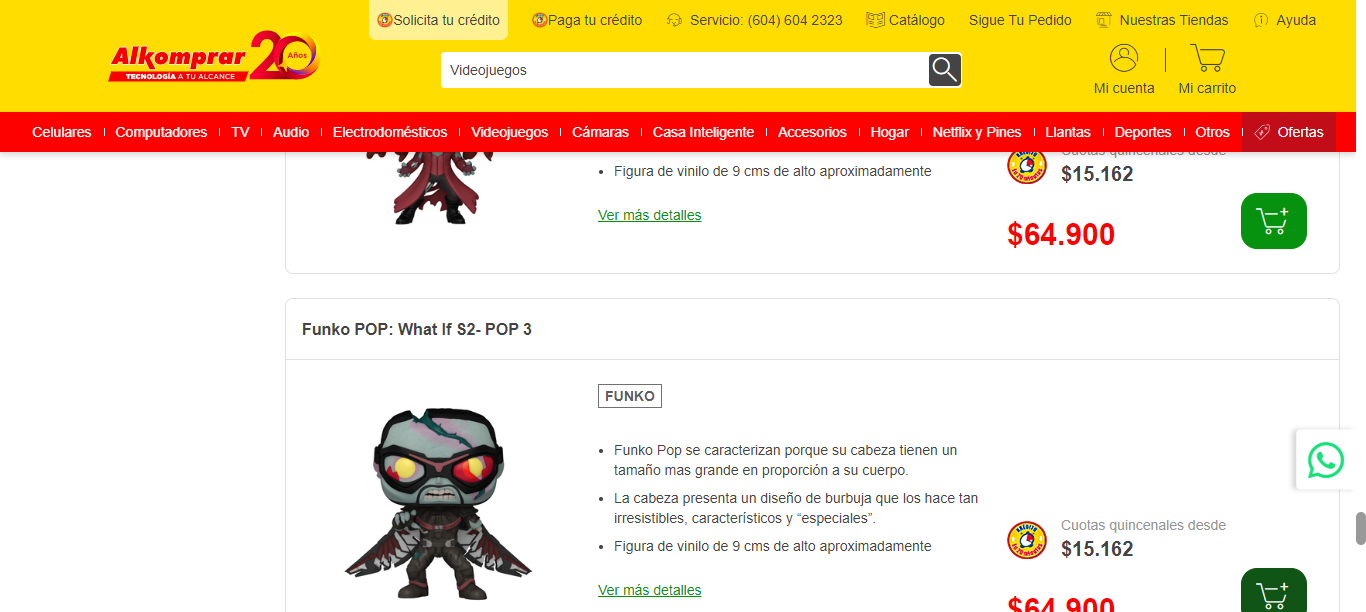 Solicita tu crédito
Paga tu crédito
Servicio: (604) 604 2323
Catálogo
Sigue Tu Pedido
Nuestras Tiendas
Ayuda
Alkomprar
20 Años
TECNOLOGÍA A TU ALCANCE
Videojuegos
Mi cuenta
Mi carrito
Celulares
Computadores
TV
Audio
Electrodomésticos
Videojuegos
Cámaras
Casa Inteligente
Accesorios
Hogar
Netflix y Pines
Llantas
Deportes
Otros
Ofertas
Cuotas quincenales desde
Figura de vinilo de 9 cms de alto aproximadamente
$15.162
Ver más detalles
$64.900
Funko POP: What If S2- POP 3
FUNKO
Funko Pop se caracterizan porque su cabeza tienen un
tamaño mas grande en proporción a su cuerpo.
La cabeza presenta un diseño de burbuja que los hace tan
irresistibles, característicos y “especiales”.
Figura de vinilo de 9 cms de alto aproximadamente
Cuotas quincenales desde
$15.162
Ver más detalles
$64.900